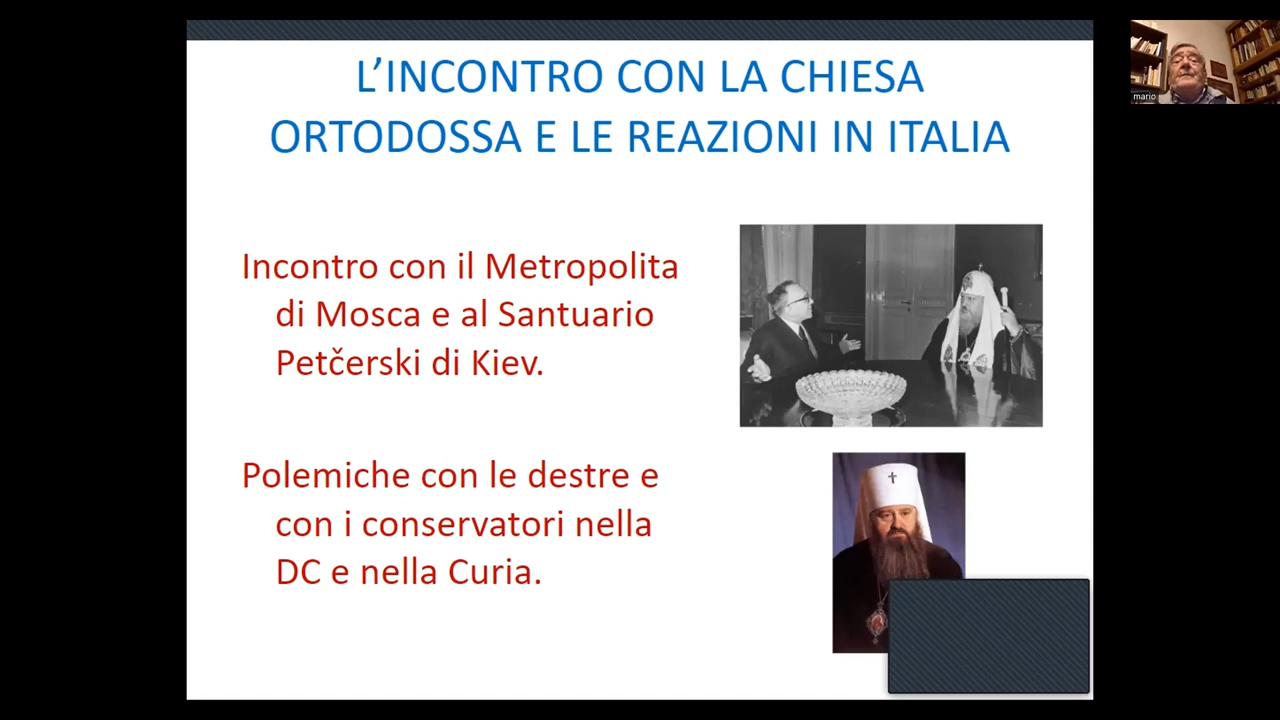 L’INCONTRO CON LA CHIESA
ORTODOSSA E LE REAZIONI IN ITALIA
mario
Incontro con il Metropolita
di Mosca e al Santuario
Petčerski di Kiev.
Polemiche con le destre e
con i conservatori nella
DC e nella Curia.